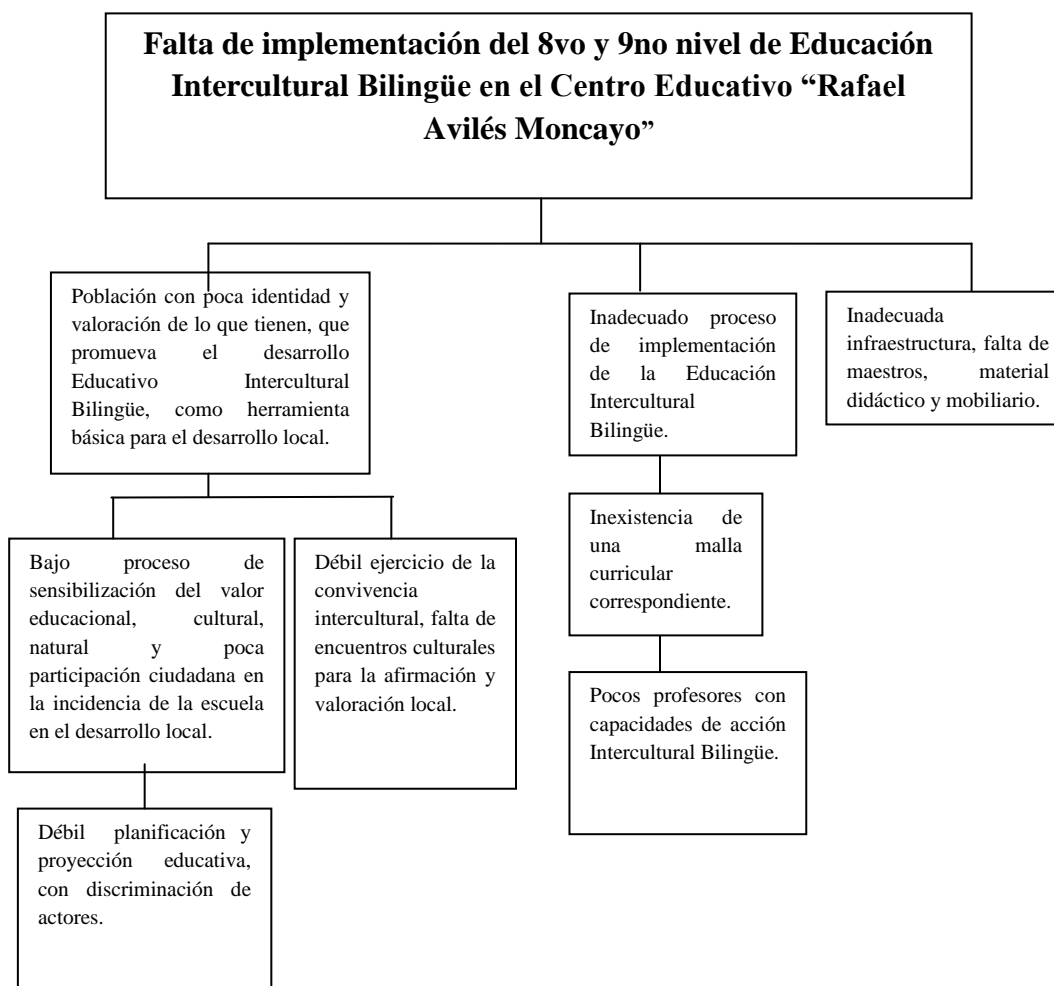 Falta de implementación del 8vo y 9no nivel de Educación
Intercultural Bilingüe en el Centro Educativo “Rafael
Avilés Moncayo”
Población con poca identidad y
valoración de lo que tienen, que
promueva el desarrollo
Educativo Intercultural
Bilingüe, como herramienta
básica para el desarrollo local.
Inadecuado proceso
de implementación
de la Educación
Intercultural
Bilingüe.
Inadecuada
infraestructura, falta de
maestros, material
didáctico y mobiliario.
Bajo proceso de
sensibilización del valor
educacional, cultural,
natural y poca
participación ciudadana en
la incidencia de la escuela
en el desarrollo local.
Débil ejercicio de la
convivencia
intercultural, falta de
encuentros culturales
para la afirmación y
valoración local.
Inexistencia de
una malla
curricular
correspondiente.
Pocos profesores con
capacidades de acción
Intercultural Bilingüe.
Débil planificación y
proyección educativa,
con discriminación de
actores.